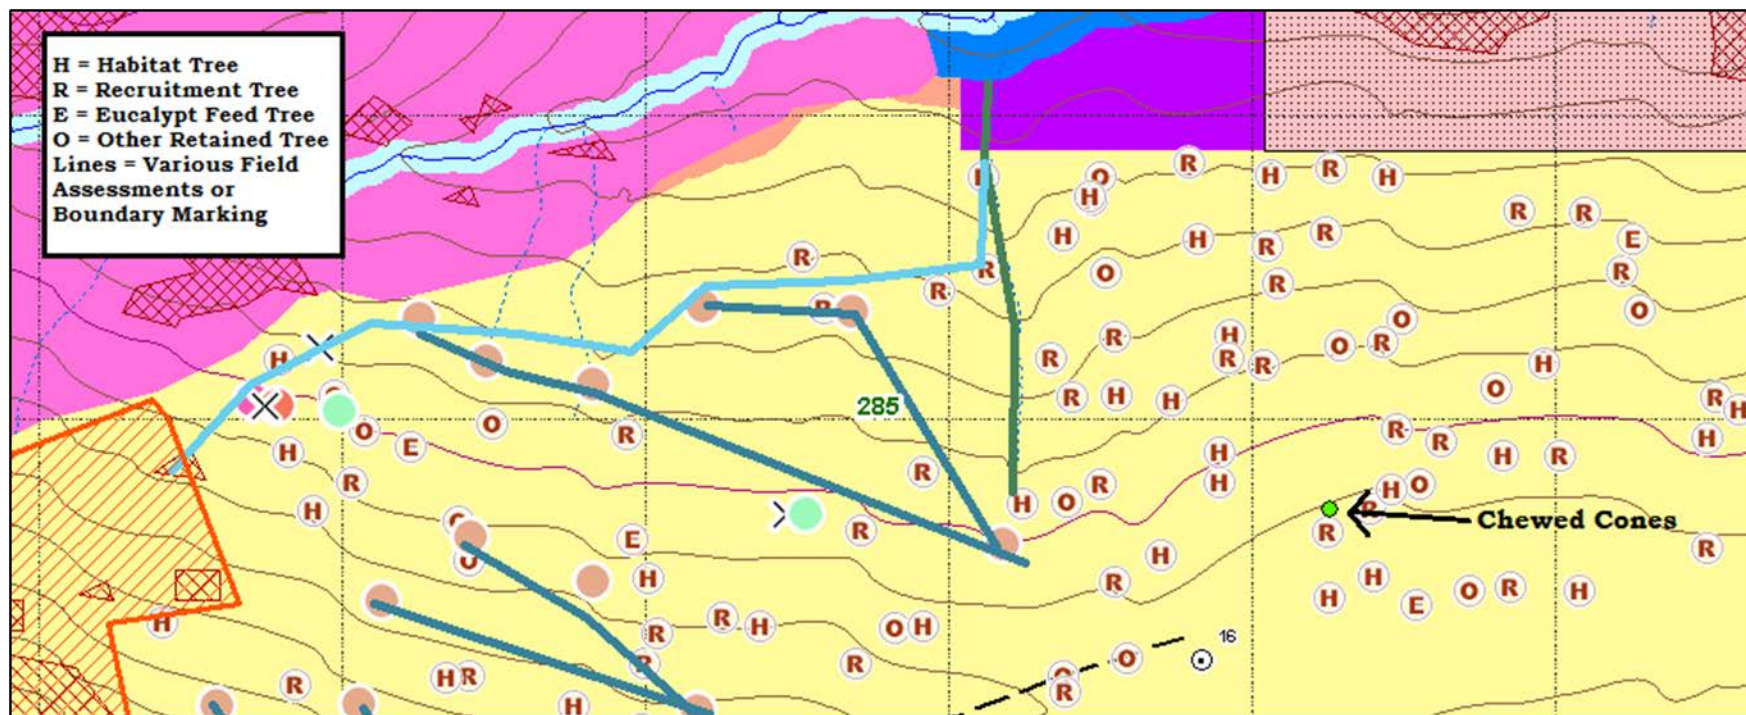 H = Habitat Tree
R = Recruitment Tree
E = Eucalypt Feed Tree
O = Other Retained Tree
Lines = Various Field
Assessments or
Boundary Marking
O R H R H
H
R R
H H R R E
R
O R R
R
R O
O
H R H O R
H R R R H
R H H O R H
O E O R R R H
H R H R H R
R H R H O
H R O R
Chewed Cones
R E R R
H R H H R
H E O R H
H R H O H R
R R O 16
R H R R H R
285